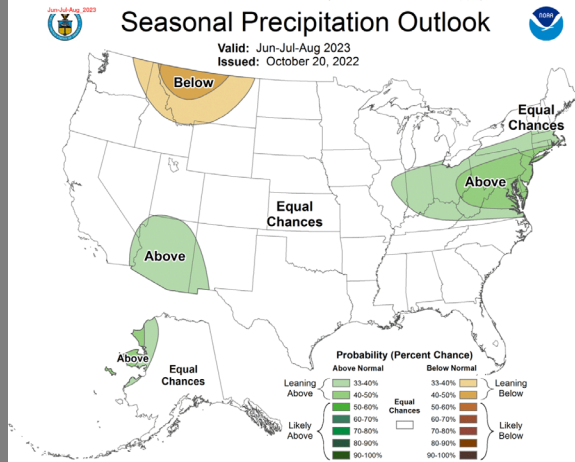 Jun-Jul-Aug 2023
Seasonal Precipitation Outlook
NOAA
Valid: Jun-Jul-Aug 2023
Issued: October 20, 2022
Below
Equal
Chances
Above
Equal
Chances
Above
Above
Equal
Chances
Probability (Percent Chance)
Above Normal
Below Normal
Leaning
Above
33-40%
40-50%
50-60%
60-70%
70-80%
80-90%
90-100%
Likely
Above
Equal
Chances
33-40%
40-50%
50-60%
60-70%
70-80%
80-90%
90-100%
Leaning
Below
Likely
Below